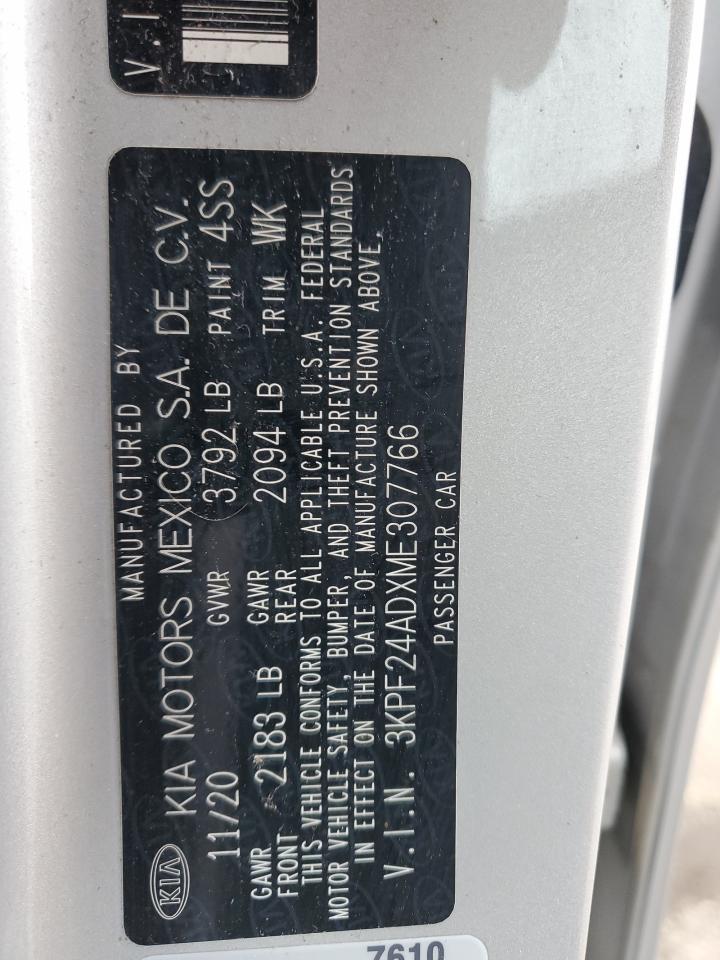 V.I
MANUFACTURED BY
KIA KIA MOTORS MEXICO S.A. DE C.V.
11/20 GVWR 3792 LB PAINT 4SS
GAWR FRONT 2183 LB GAWR REAR 2094 LB TRIM WK
THIS VEHICLE CONFORMS TO ALL APPLICABLE U.S.A. FEDERAL
MOTOR VEHICLE SAFETY, BUMPER, AND THEFT PREVENTION STANDARDS
IN EFFECT ON THE DATE OF MANUFACTURE SHOWN ABOVE.
V.I.N. 3KPF24ADXME307766
PASSENGER CAR
7610